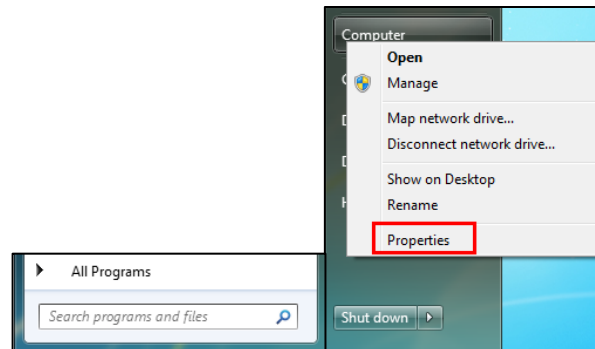 Computer
Open
Manage
Map network drive...
Disconnect network drive...
Show on Desktop
Rename
Properties
All Programs
Search programs and files
Shut down